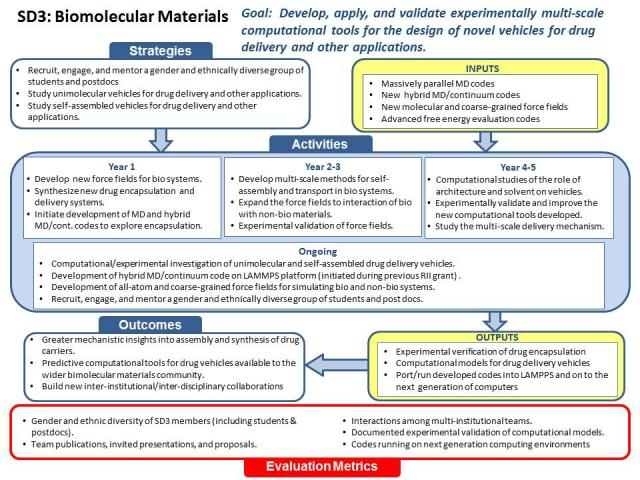 SD3: Biomolecular Materials
Goal: Develop, apply, and validate experimentally multi-scale
computational tools for the design of novel vehicles for drug
delivery and other applications.
Strategies
• Recruit, engage, and mentor a gender and ethnically diverse group of
students and postdocs
• Study unimolecular vehicles for drug delivery and other applications.
• Study self-assembled vehicles for drug delivery and other
applications.
INPUTS
• Massively parallel MD codes
• New hybrid MD/continuum codes
• New molecular and coarse-grained force fields
• Advanced free energy evaluation codes
Activities
Year 1
• Develop new force fields for bio systems.
• Synthesize new drug encapsulation and
delivery systems.
• Initiate development of MD and hybrid
MD/cont. codes to explore encapsulation.
Year 2-3
• Develop multi-scale methods for self-
assembly and transport in bio systems.
• Expand the force fields to interaction of bio
with non-bio materials.
• Experimental validation of force fields.
Year 4-5
• Computational studies of the role of
architecture and solvent on vehicles.
• Experimentally validate and improve the
new computational tools developed.
• Study the multi-scale delivery mechanism.
Ongoing
• Computational/experimental investigation of unimolecular and self-assembled drug delivery vehicles.
• Development of hybrid MD/continuum code on LAMMPS platform (initiated during previous RII grant) .
• Development of all-atom and coarse-grained force fields for simulating bio and non-bio systems.
• Recruit, engage, and mentor a gender and ethnically diverse group of students and post docs.
Outcomes
• Greater mechanistic insights into assembly and synthesis of drug
carriers.
• Predictive computational tools for drug vehicles available to the
wider biomolecular materials community.
• Build new inter-institutional/inter-disciplinary collaborations
OUTPUTS
• Experimental verification of drug encapsulation
• Computational models for drug delivery vehicles
• Port/run developed codes into LAMPPS and on to the
next generation of computers
• Gender and ethnic diversity of SD3 members (including students &
postdocs).
• Team publications, invited presentations, and proposals.
• Interactions among multi-institutional teams.
• Documented experimental validation of computational models.
• Codes running on next generation computing environments
Evaluation Metrics